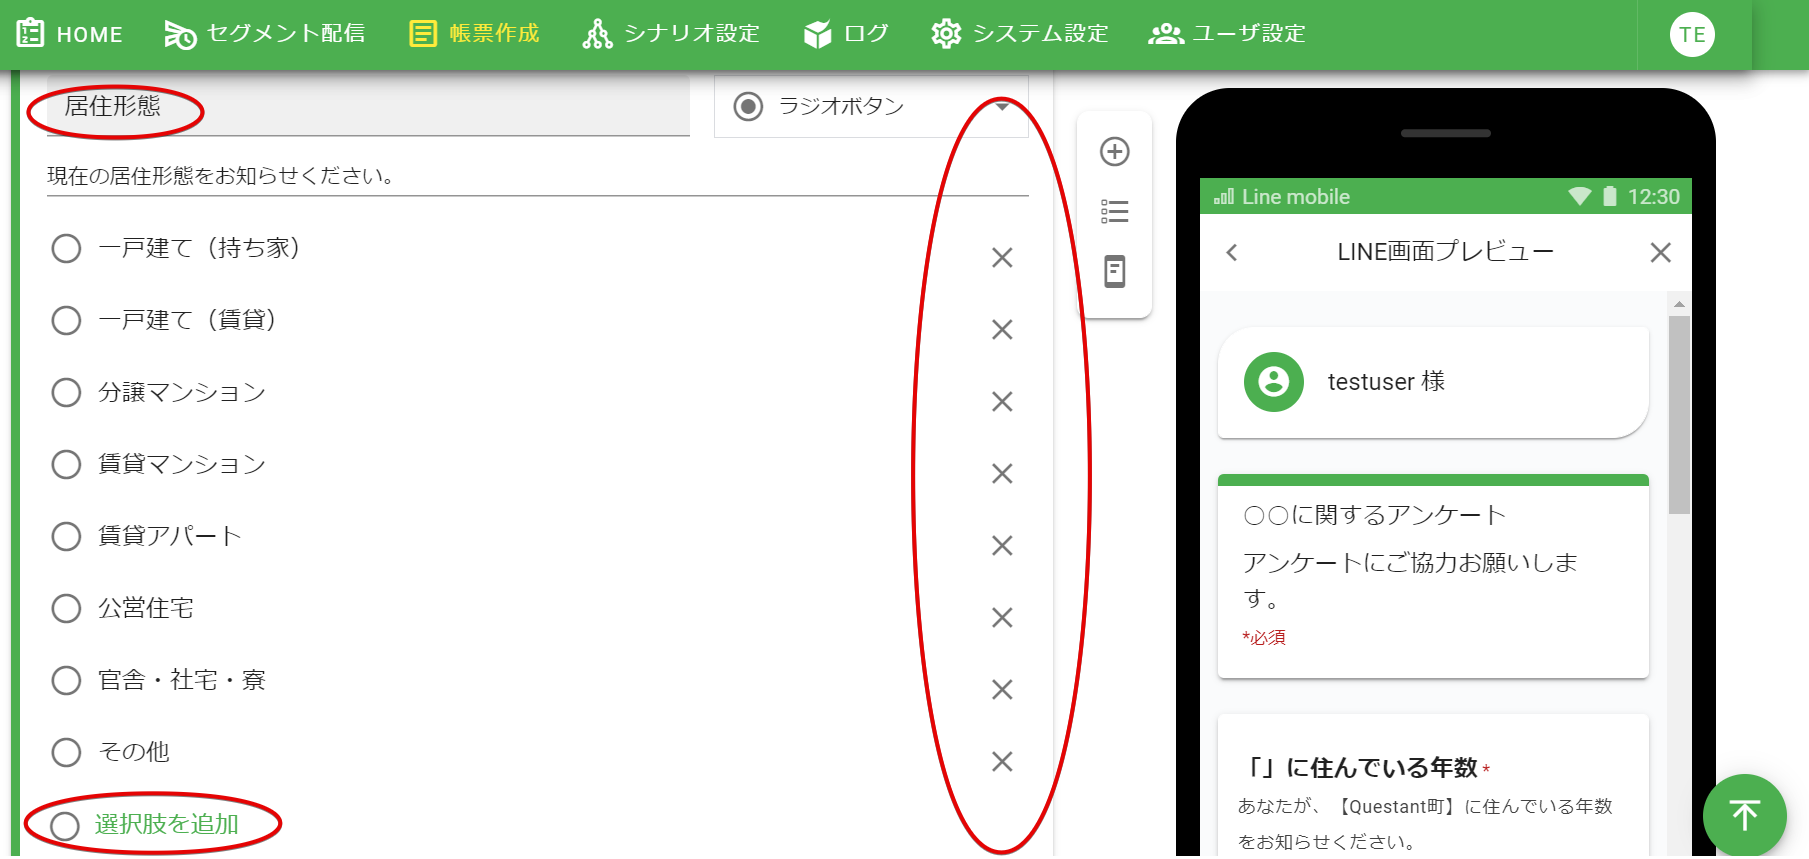 HOME
セグメント配信
帳票作成
シナリオ設定
ログ
システム設定
ユーザ設定
TE
居住形態
ラジオボタン
現在の居住形態をお知らせください。
一戸建て（持ち家）
一戸建て（賃貸）
分譲マンション
賃貸マンション
賃貸アパート
公営住宅
官舎・社宅・寮
その他
選択肢を追加
Line mobile
12:30
LINE画面プレビュー
testuser 様
○○に関するアンケート
アンケートにご協力お願いしま
す。
*必須
「」に住んでいる年数 *
あなたが、【Questant町】に住んでいる年数
をお知らせください。